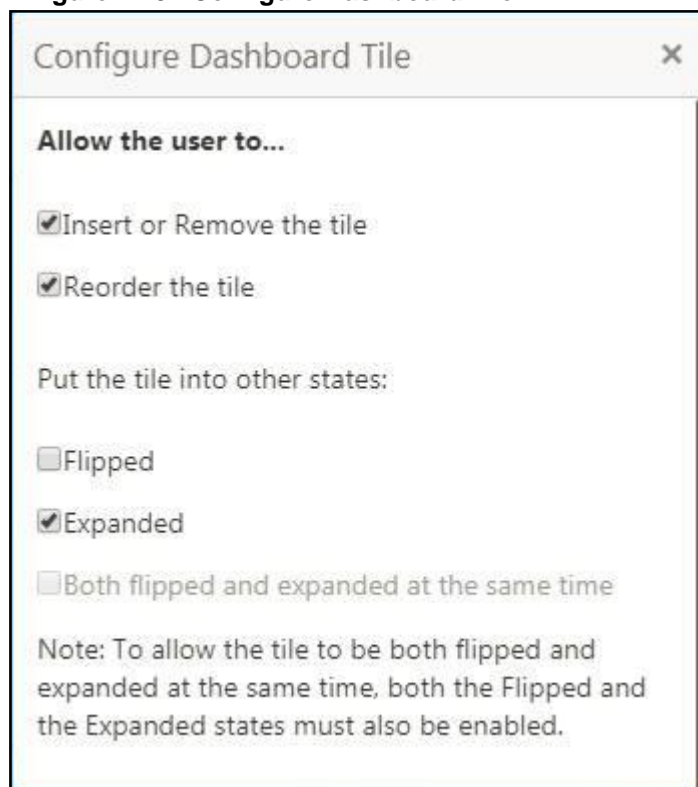 Configure Dashboard Tile
Allow the user to...
Insert or Remove the tile
Reorder the tile
Put the tile into other states:
Flipped
Expanded
Both flipped and expanded at the same time
Note: To allow the tile to be both flipped and
expanded at the same time, both the Flipped and
the Expanded states must also be enabled.